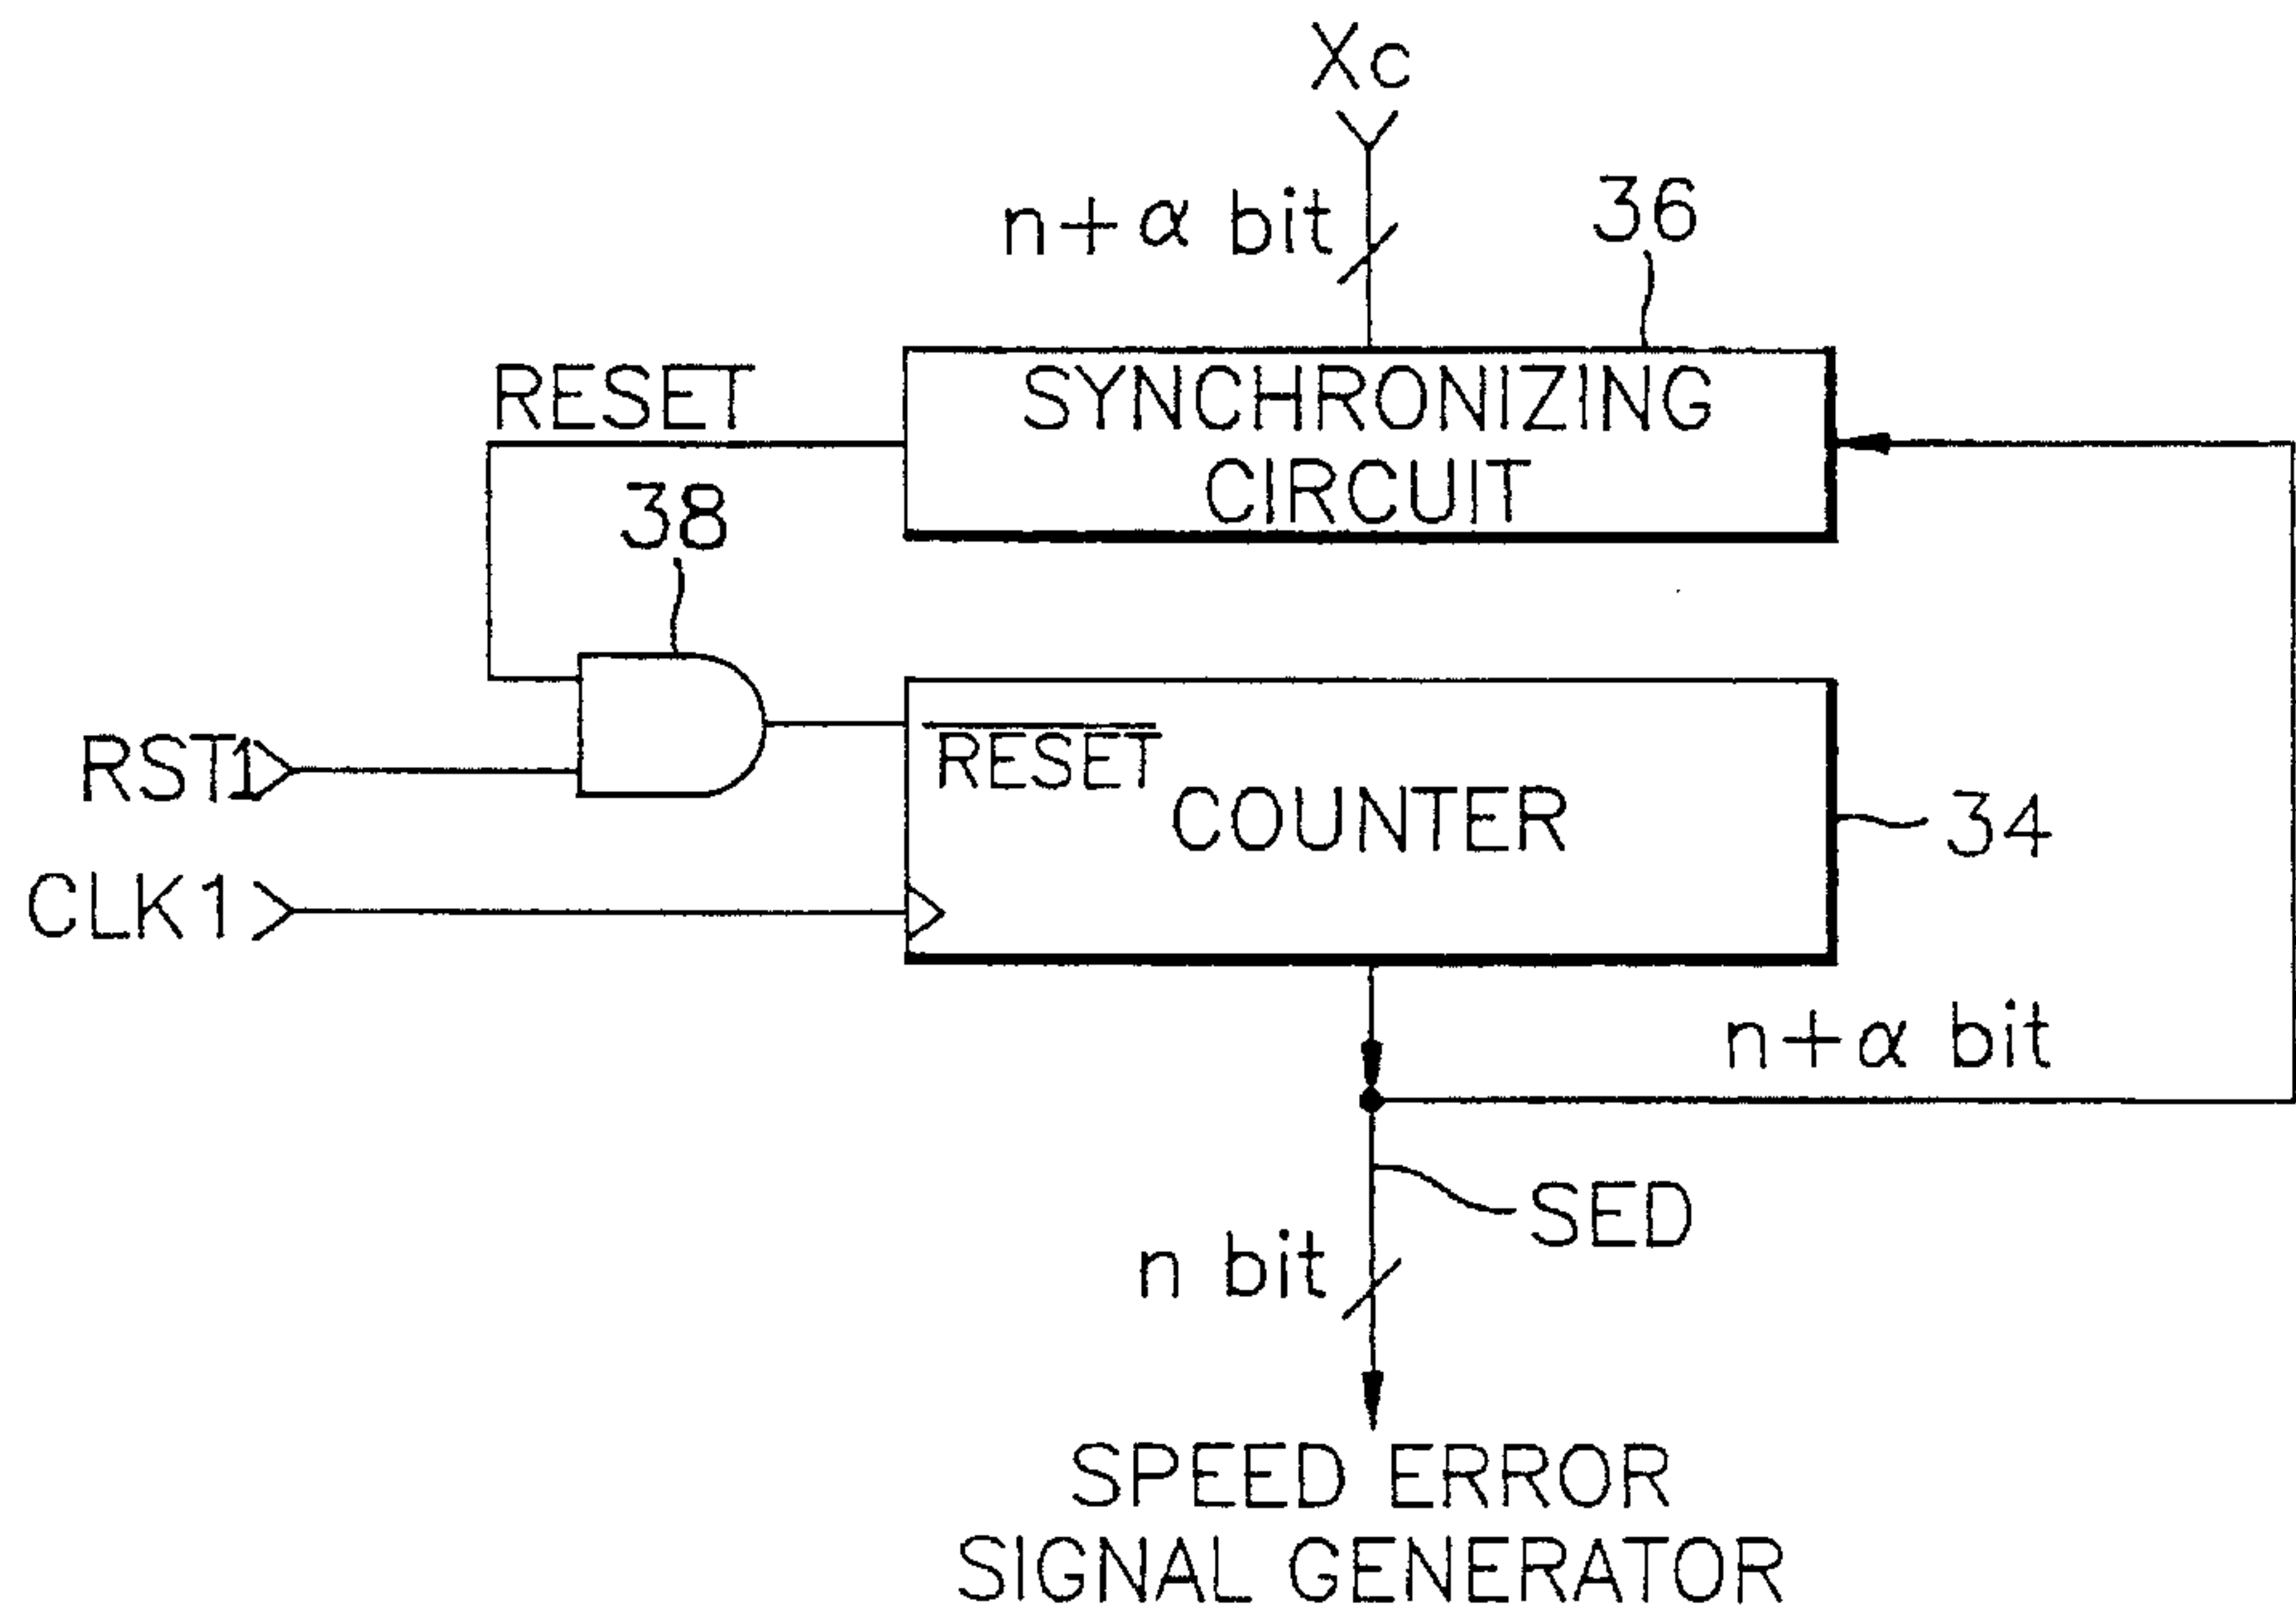 Xc
n+α bit
36
RESET
SYNCHRONIZING
CIRCUIT
38
RST1
RESET
COUNTER
34
CLK1
n+α bit
SED
n bit
SPEED ERROR
SIGNAL GENERATOR